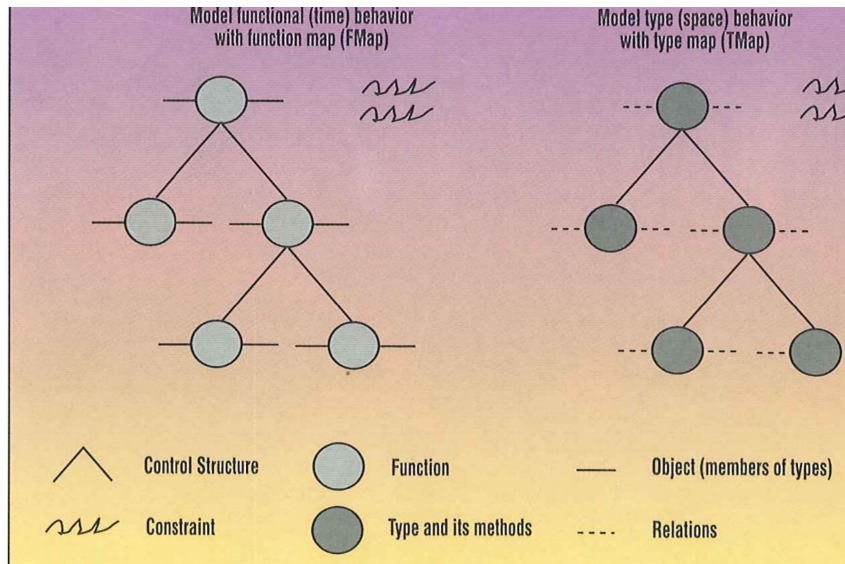 Model functional (time) behavior
with function map (FMap)
Model type (space) behavior
with type map (TMap)
Control Structure
Function
Object (members of types)
Constraint
Type and its methods
Relations